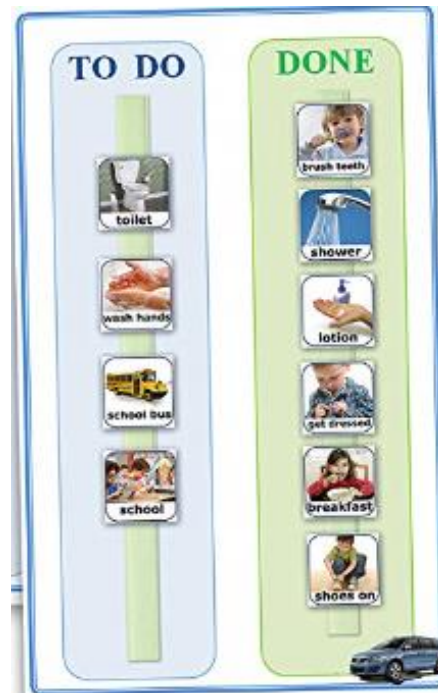 TO DO
toilet
wash hands
school bus
school
DONE
brush teeth
shower
lotion
get dressed
breakfast
shoes on